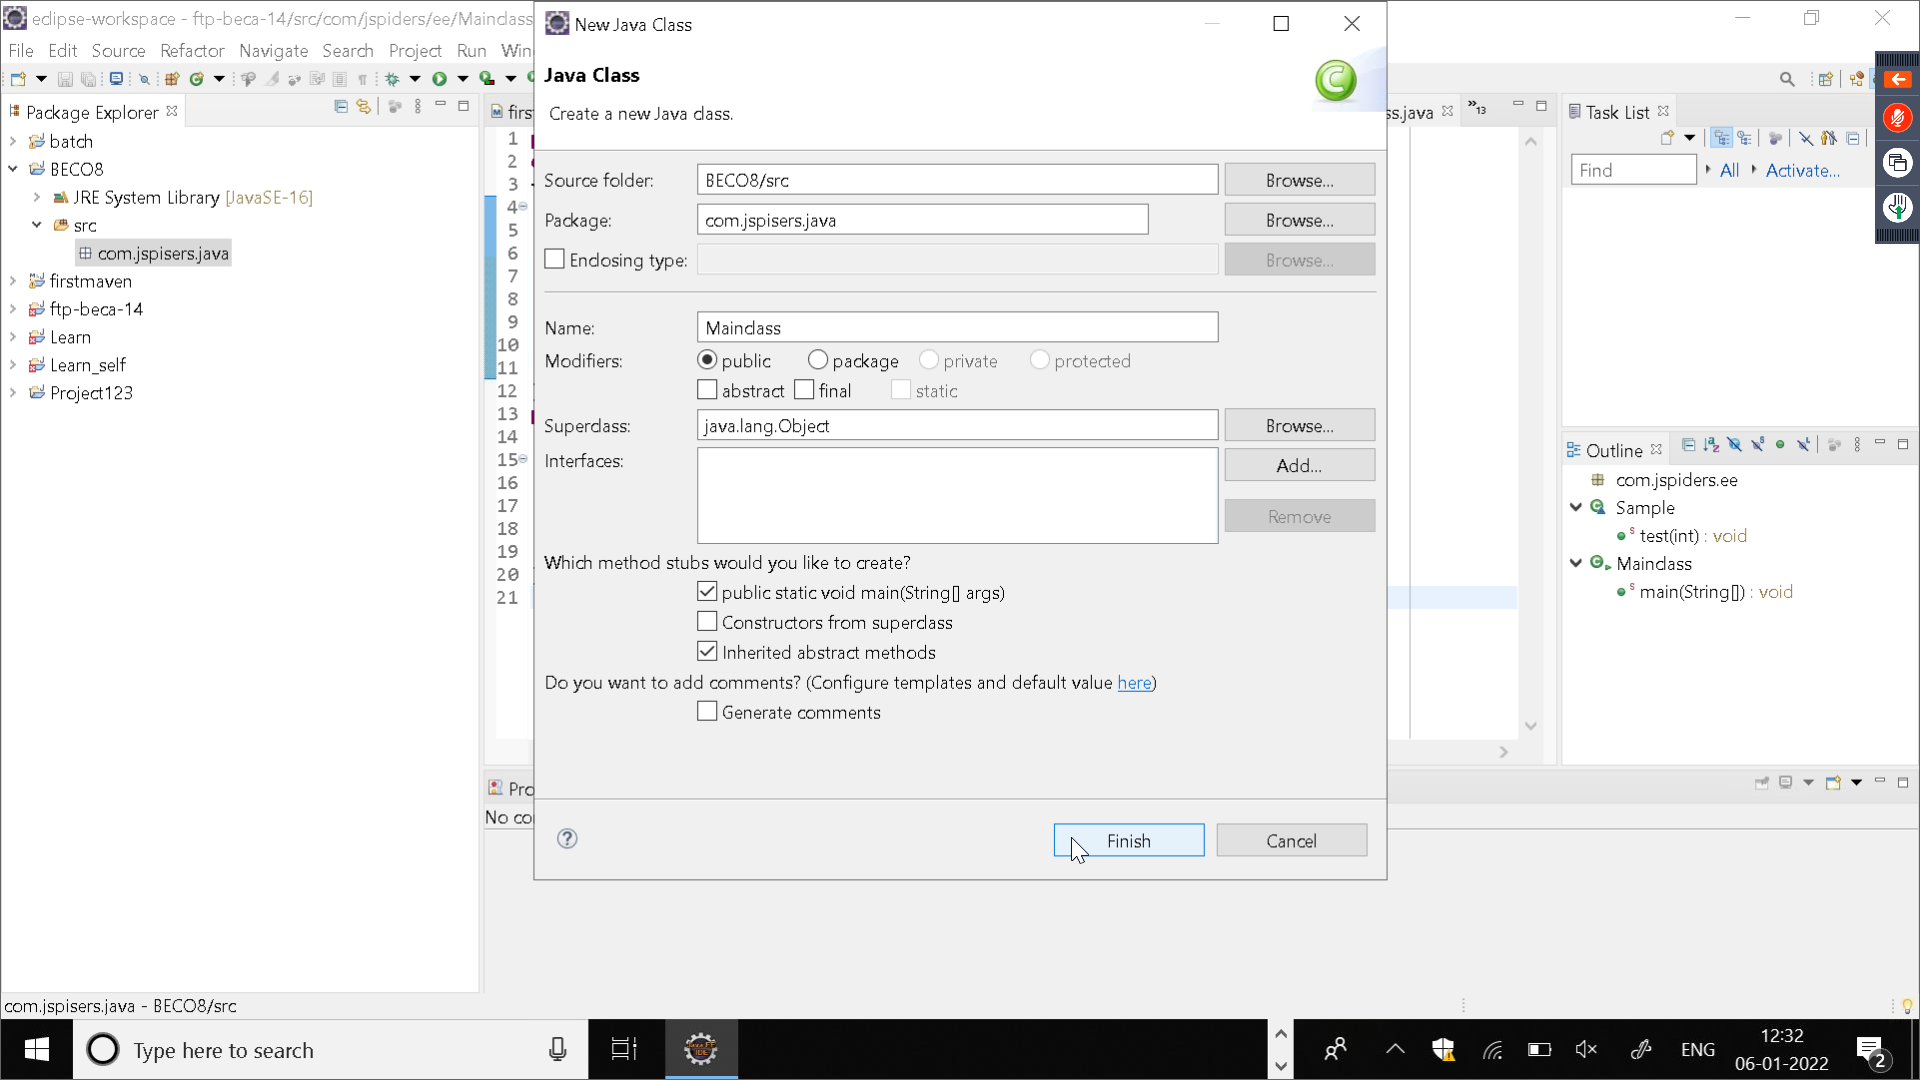 eclipse-workspace - ftp-beca-14/src/com/jspiders/ee/Mainclass
File Edit Source Refactor Navigate Search Project Run
Package Explorer
batch
BECO8
JRE System Library [JavaSE-16]
src
com.jspisers.java
firstmaven
ftp-beca-14
Learn
Learn_self
Project123
1
2
3
4
5
6
7
8
9
10
11
12
13
14
15
16
17
18
19
20
21
New Java Class
Java Class
Create a new Java class.
Source folder: BECO8/src Browse...
Package: com.jspisers.java Browse...
Enclosing type: Browse...
Name: Mainclass
Modifiers: public package private protected
abstract final static
Superclass: java.lang.Object Browse...
Interfaces: Add...
Remove
Which method stubs would you like to create?
public static void main(String[] args)
Constructors from superclass
Inherited abstract methods
Do you want to add comments? (Configure templates and default value here)
Generate comments
Finish Cancel
ss.java 13
Task List
Find All Activate...
Outline
com.jspiders.ee
Sample
test(int) : void
Mainclass
main(String[]) : void
com.jspisers.java - BECO8/src
Type here to search
ENG
12:32
06-01-2022
2